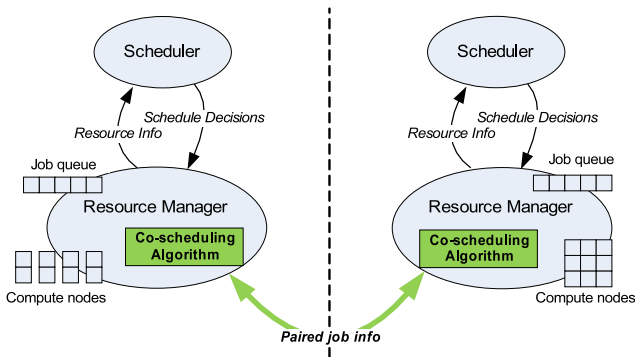 Scheduler
Schedule Decisions
Resource Info
Job queue
Resource Manager
Co-scheduling
Algorithm
Compute nodes
Scheduler
Schedule Decisions
Resource Info
Job queue
Resource Manager
Co-scheduling
Algorithm
Compute nodes
Paired job info